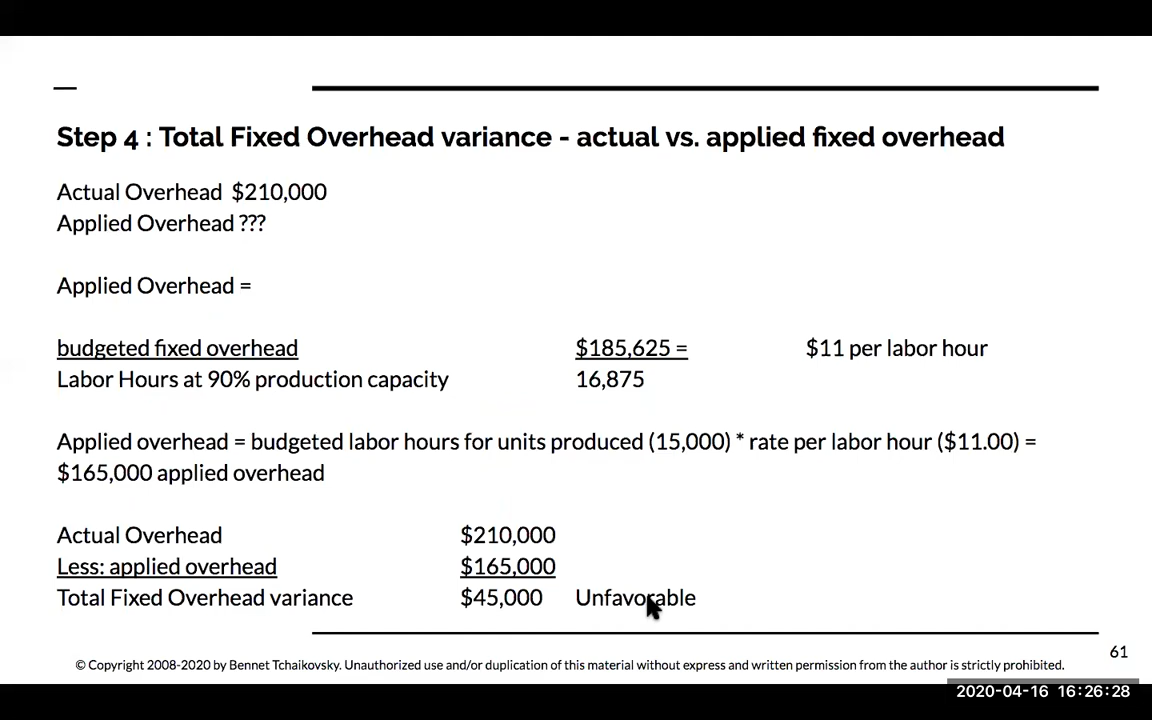 Step 4 : Total Fixed Overhead variance - actual vs. applied fixed overhead
Actual Overhead $210,000
Applied Overhead ???
Applied Overhead =
budgeted fixed overhead $185,625 = $11 per labor hour
Labor Hours at 90% production capacity 16,875
Applied overhead = budgeted labor hours for units produced (15,000) * rate per labor hour ($11.00) =
$165,000 applied overhead
Actual Overhead $210,000
Less: applied overhead $165,000
Total Fixed Overhead variance $45,000 Unfavorable
61
© Copyright 2008-2020 by Bennet Tchaikovsky. Unauthorized use and/or duplication of this material without express and written permission from the author is strictly prohibited.
2020-04-16 16:26:28